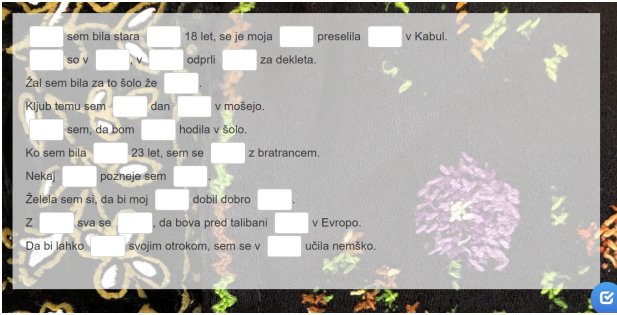 sem bila stara 18 let, se je moja preselila v Kabul.
so v , v odprli za dekleta.
Žal sem bila za to šolo že .
Kljub temu sem dan v mošejo.
sem, da bom hodila v šolo.
Ko sem bila 23 let, sem se z bratrancem.
Nekaj pozneje sem .
Želela sem si, da bi moj dobil dobro .
Z sva se , da bova pred talibani v Evropo.
Da bi lahko svojim otrokom, sem se v učila nemško.